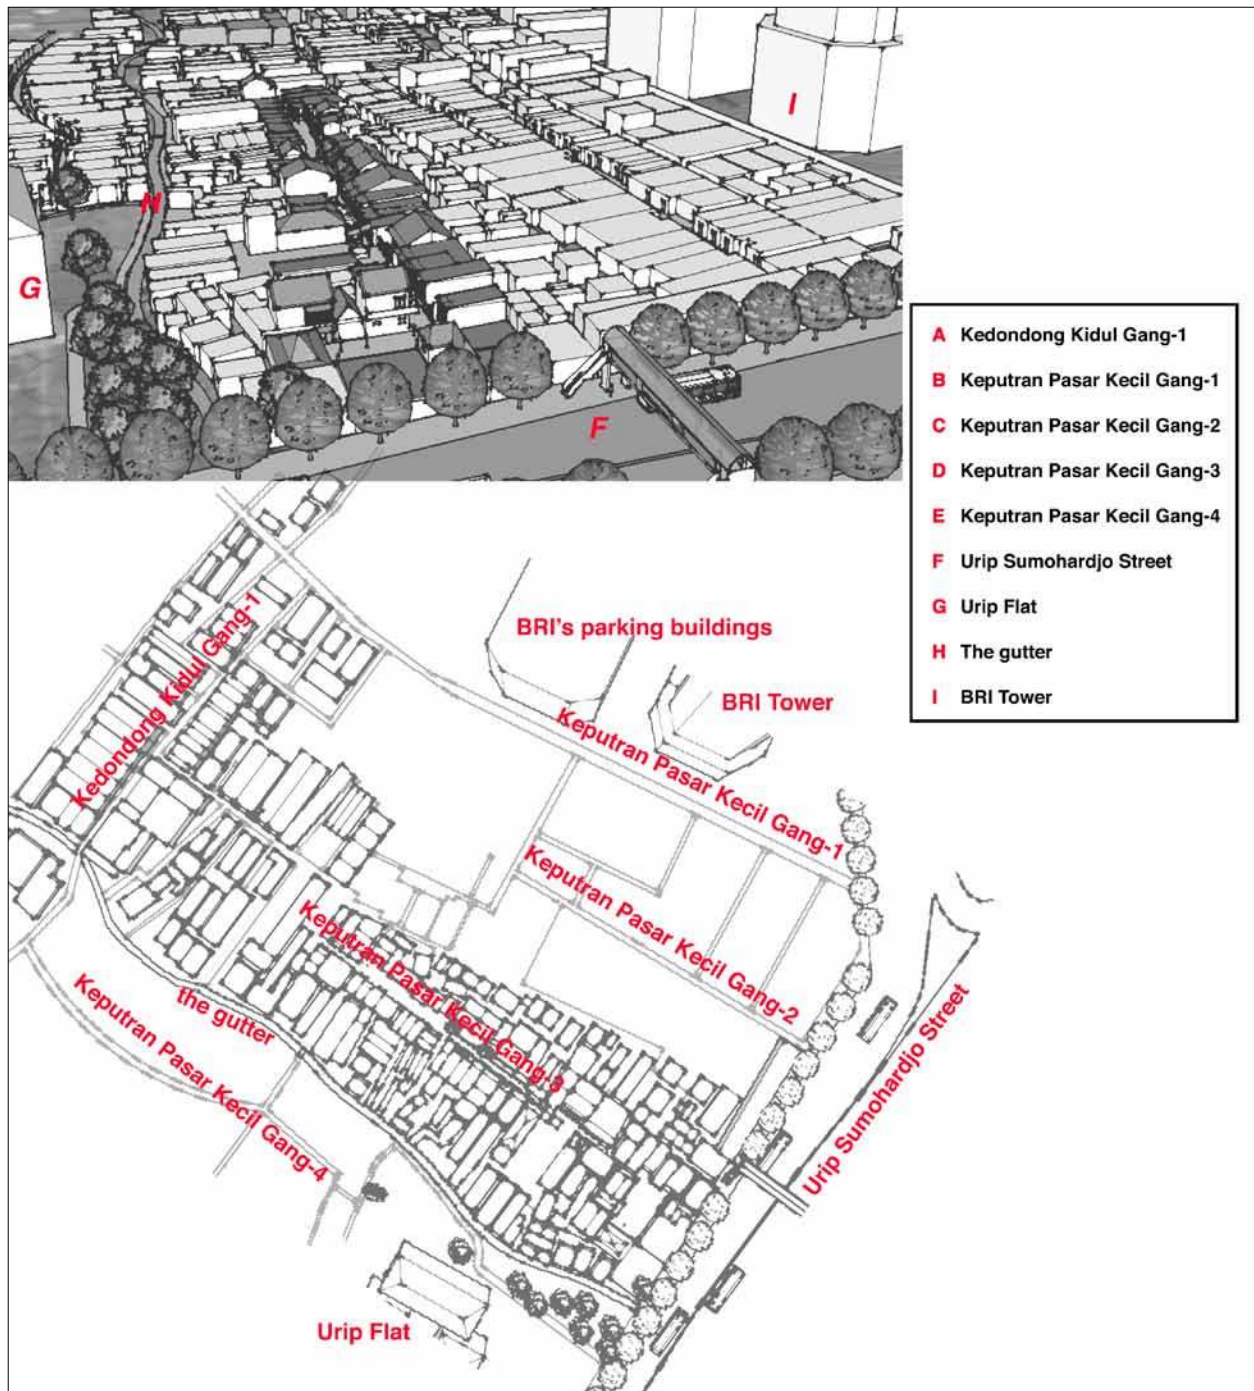 I
H
G
F
A Kedondong Kidul Gang-1
B Keputran Pasar Kecil Gang-1
C Keputran Pasar Kecil Gang-2
D Keputran Pasar Kecil Gang-3
E Keputran Pasar Kecil Gang-4
F Urip Sumohardjo Street
G Urip Flat
H The gutter
I BRI Tower
Kedondong Kidul Gang-1
BRI's parking buildings
BRI Tower
Keputran Pasar Kecil Gang-1
Keputran Pasar Kecil Gang-2
Keputran Pasar Kecil Gang-3
the gutter
Keputran Pasar Kecil Gang-4
Urip Sumohardjo Street
Urip Flat